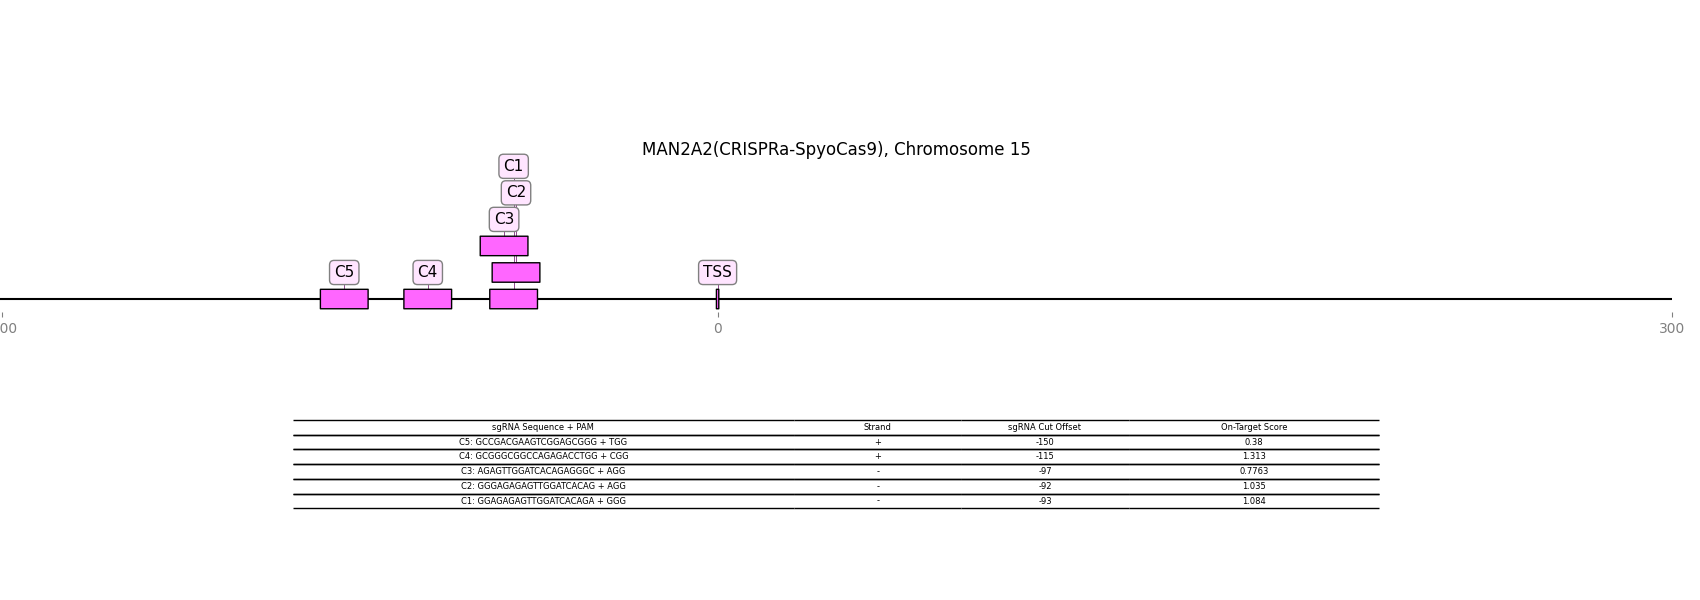 MAN2A2(CRISPRa-SpyoCas9), Chromosome 15
C1
C2
C3
C5 C4 TSS
00 0 300
sgRNA Sequence + PAM Strand sgRNA Cut Offset On-Target Score
C5: GCCGACGAAGTCGGAGCGGG + TGG + -150 0.38
C4: GCGGGCGGCCAGAGACCTGG + CGG + -115 1.313
C3: AGAGTTGGATCACAGAGGGC + AGG - -97 0.7763
C2: GGGAGAGAGTTGGATCACAG + AGG - -92 1.035
C1: GGAGAGAGTTGGATCACAGA + GGG - -93 1.084